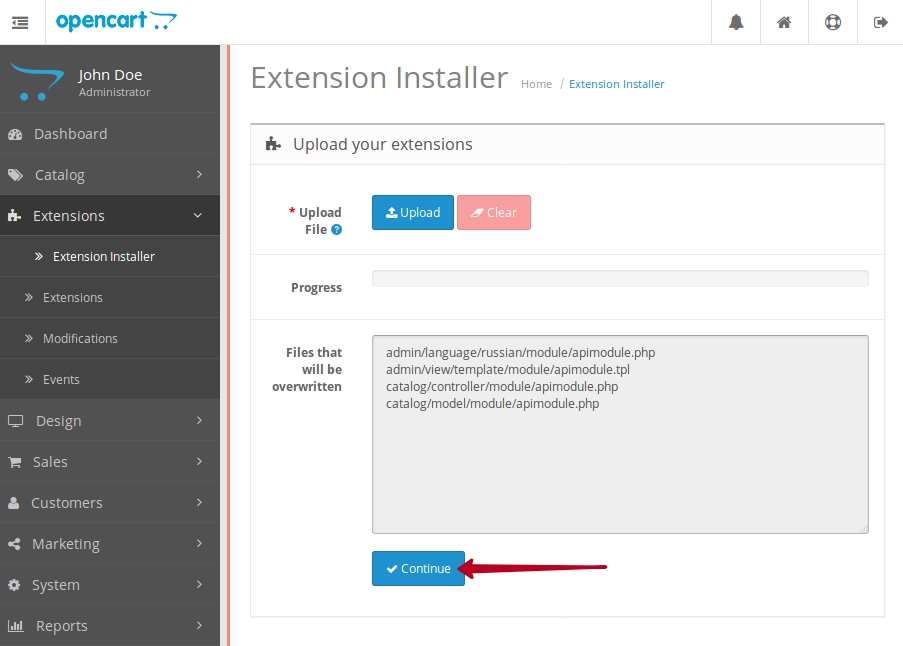 opencart
John Doe
Administrator
Dashboard
Catalog
Extensions
Extension Installer
Extensions
Modifications
Events
Design
Sales
Customers
Marketing
System
Reports
Extension Installer
Home / Extension Installer
Upload your extensions
* Upload
File ?
Upload
Clear
Progress
Files that
will be
overwritten
admin/language/russian/module/apimodule.php
admin/view/template/module/apimodule.tpl
catalog/controller/module/apimodule.php
catalog/model/module/apimodule.php
Continue